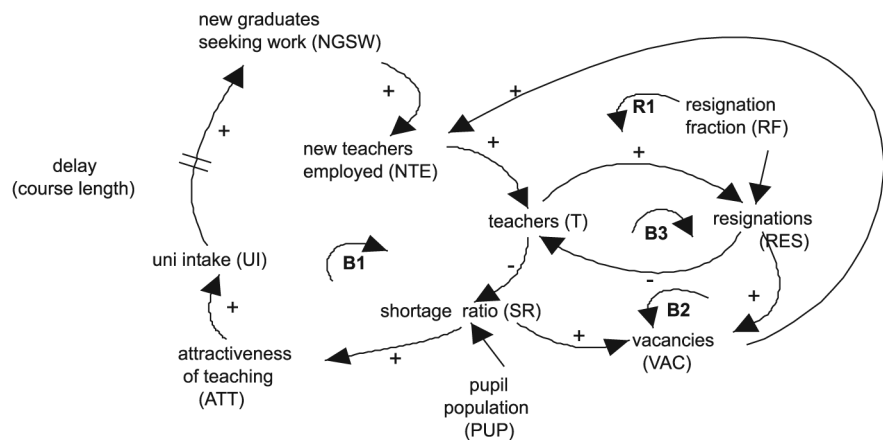 new graduates
seeking work (NGSW)
+
+
+
R1
resignation
fraction (RF)
+
delay
(course length)
new teachers
employed (NTE)
+
+
teachers (T)
B3
resignations
(RES)
uni intake (UI)
B1
-
-
+
shortage ratio (SR)
B2
+
+
vacancies
(VAC)
attractiveness
of teaching
(ATT)
+
pupil
population
(PUP)